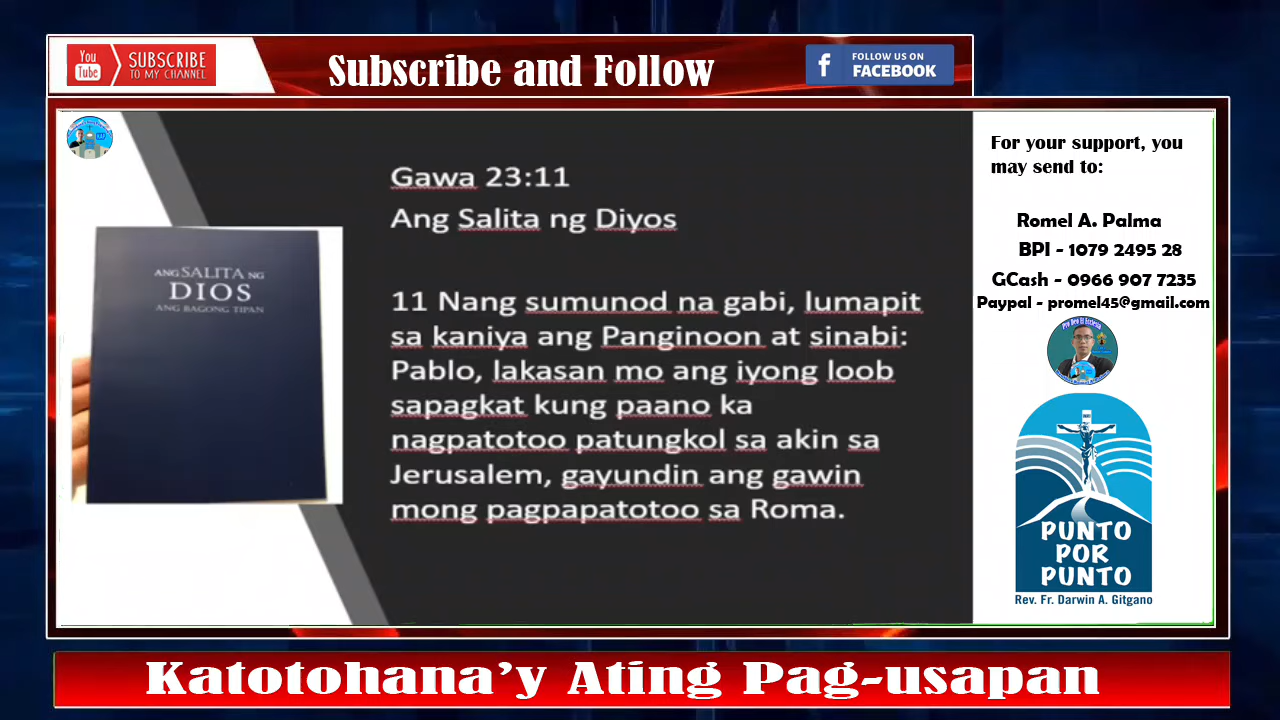 You
Tube
SUBSCRIBE
TO MY CHANNEL
Subscribe and Follow
FOLLOW US ON
FACEBOOK
Gawa 23:11
Ang Salita ng Diyos
ANG SALITA NG
DIOS
ANG BAGONG TIPAN
11 Nang sumunod na gabi, lumapit
sa kaniya ang Panginoon at sinabi:
Pablo, lakasan mo ang iyong loob
sapagkat kung paano ka
nagpatotoo patungkol sa akin sa
Jerusalem, gayundin ang gawin
mong pagpapatotoo sa Roma.
For your support, you
may send to:
Romel A. Palma
BPI - 1079 2495 28
GCash - 0966 907 7235
Paypal - promel45@gmail.com
PUNTO
POR
PUNTO
Rev. Fr. Darwin A. Gitgano
Katotohana'y Ating Pag-usapan